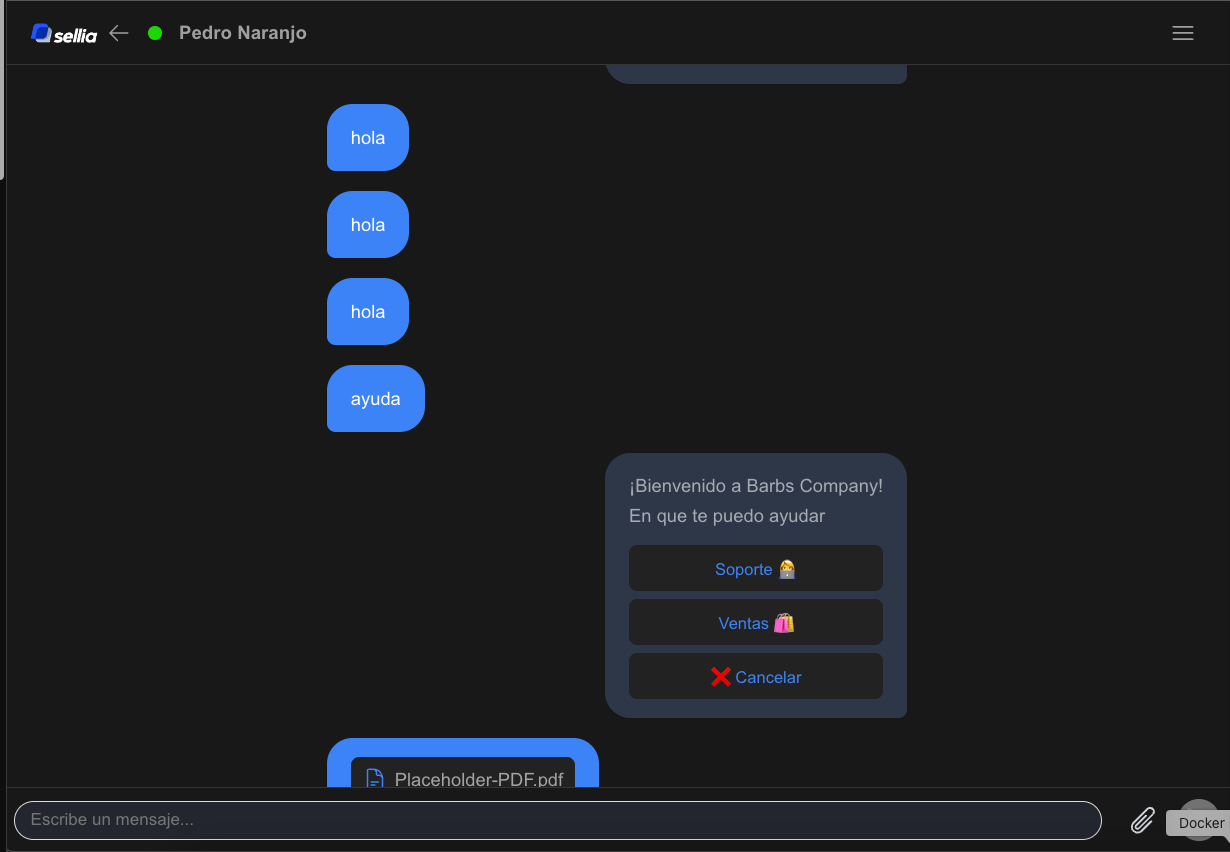 sellia
Pedro Naranjo
hola
hola
hola
ayuda
¡Bienvenido a Barbs Company!
En que te puedo ayudar
Soporte
Ventas
Cancelar
Placeholder-PDF.pdf
Escribe un mensaje...
Docker